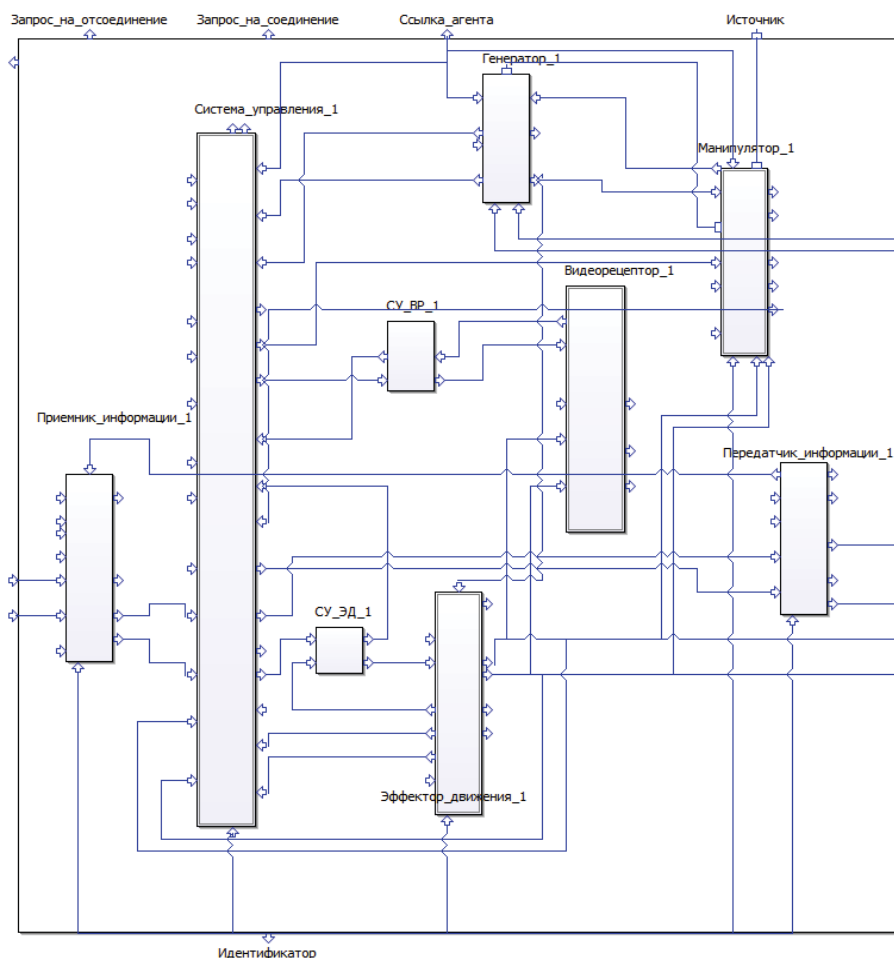 Запрос_на_отсоединение
Запрос_на_соединение
Ссылка_агента
Источник
Генератор_1
Система_управления_1
Манипулятор_1
Видеорецептор_1
СУ_ВР_1
Приемник_информации_1
Передатчик_информации_1
СУ_ЭД_1
Эффектор_движения_1
Идентификатор